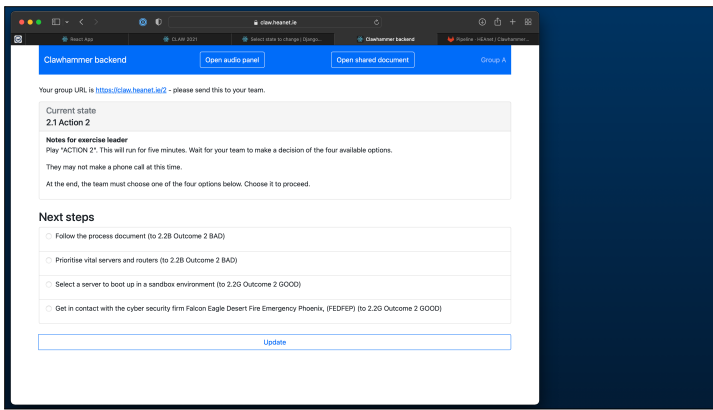 claw.heanet.ie
React App
CLAW 2021
Select state to change | Django...
Clawhammer backend
Pipeline · HEAnet / Clawhammer...
Clawhammer backend
Open audio panel
Open shared document
Group A
Your group URL is https://claw.heanet.ie/2 - please send this to your team.
Current state
2.1 Action 2
Notes for exercise leader
Play "ACTION 2". This will run for five minutes. Wait for your team to make a decision of the four available options.
They may not make a phone call at this time.
At the end, the team must choose one of the four options below. Choose it to proceed.
Next steps
Follow the process document (to 2.2B Outcome 2 BAD)
Prioritise vital servers and routers (to 2.2B Outcome 2 BAD)
Select a server to boot up in a sandbox environment (to 2.2G Outcome 2 GOOD)
Get in contact with the cyber security firm Falcon Eagle Desert Fire Emergency Phoenix, (FEDFEP) (to 2.2G Outcome 2 GOOD)
Update